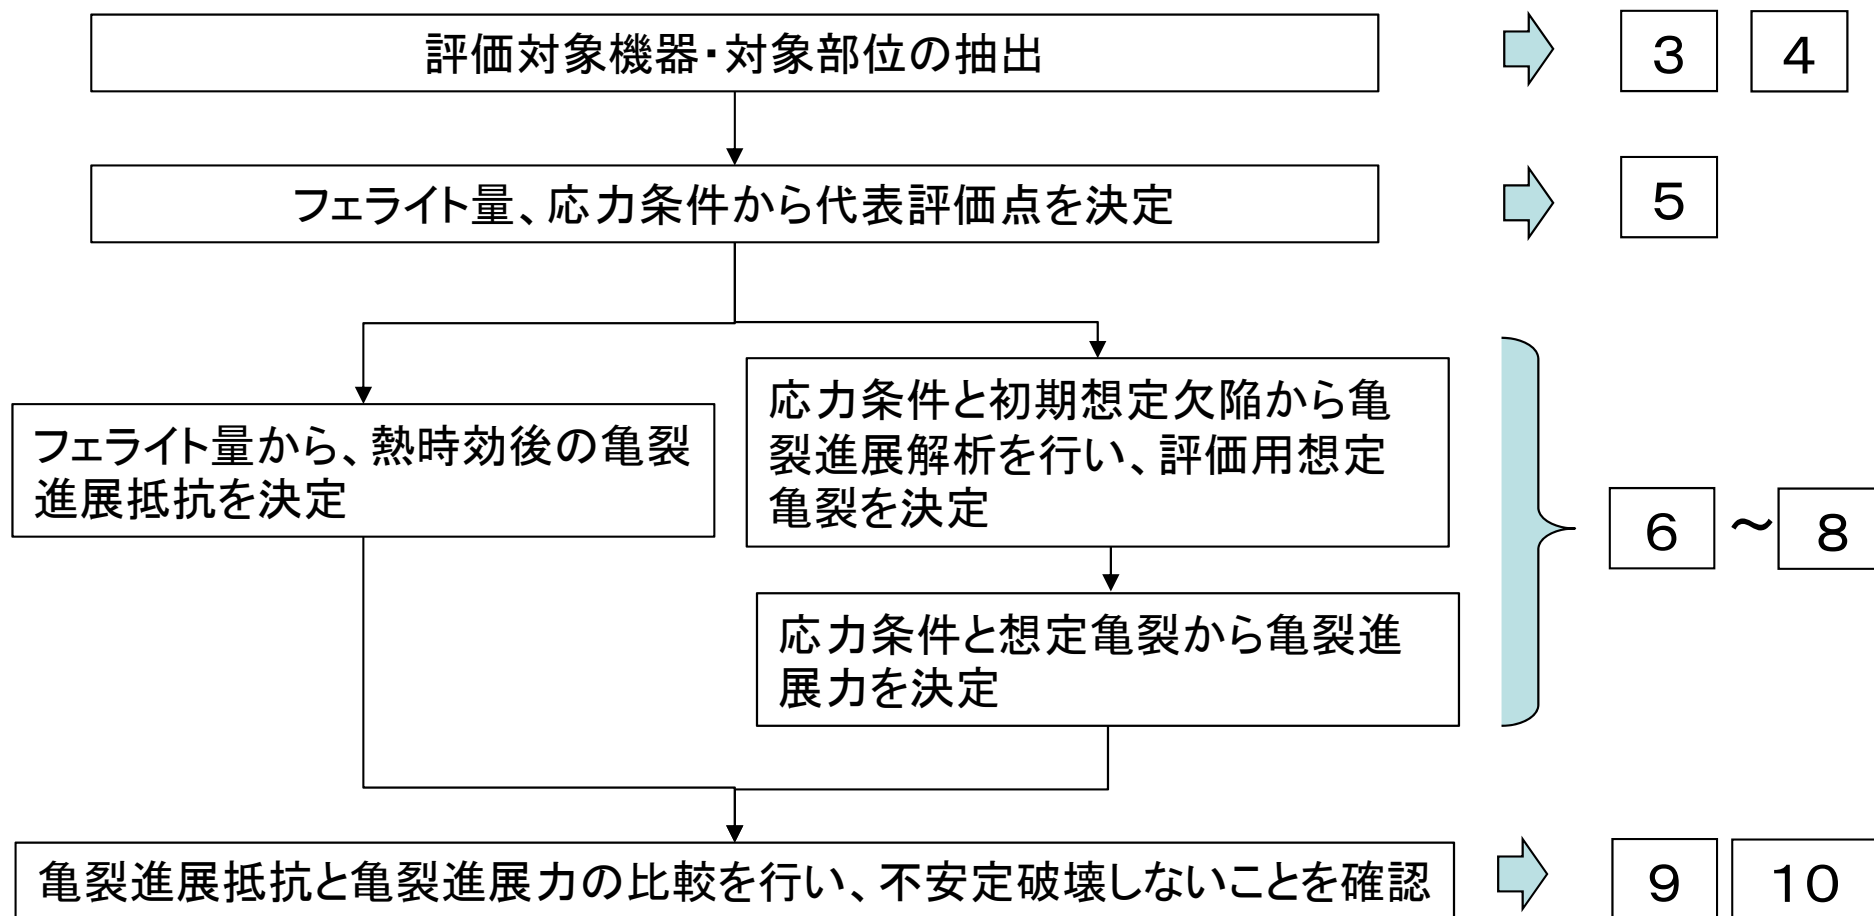 評価対象機器・対象部位の抽出
3 4
フェライト量、応力条件から代表評価点を決定
5
フェライト量から、熱時効後の亀裂
進展抵抗を決定
応力条件と初期想定欠陥から亀
裂進展解析を行い、評価用想定
亀裂を決定
応力条件と想定亀裂から亀裂進
展力を決定
6 ～ 8
亀裂進展抵抗と亀裂進展力の比較を行い、不安定破壊しないことを確認
9 10